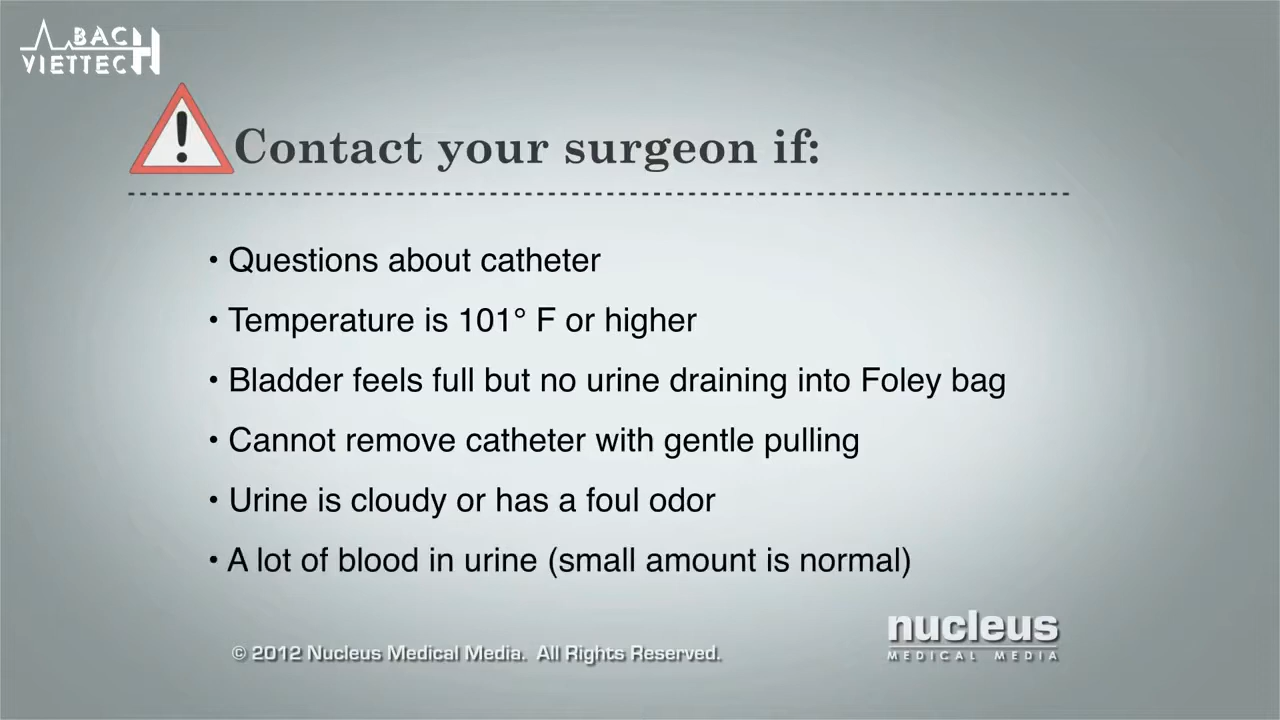 BACH
VIETTECH
Contact your surgeon if:
• Questions about catheter
• Temperature is 101° F or higher
• Bladder feels full but no urine draining into Foley bag
• Cannot remove catheter with gentle pulling
• Urine is cloudy or has a foul odor
• A lot of blood in urine (small amount is normal)
© 2012 Nucleus Medical Media. All Rights Reserved.
nucleus
MEDICAL MEDIA